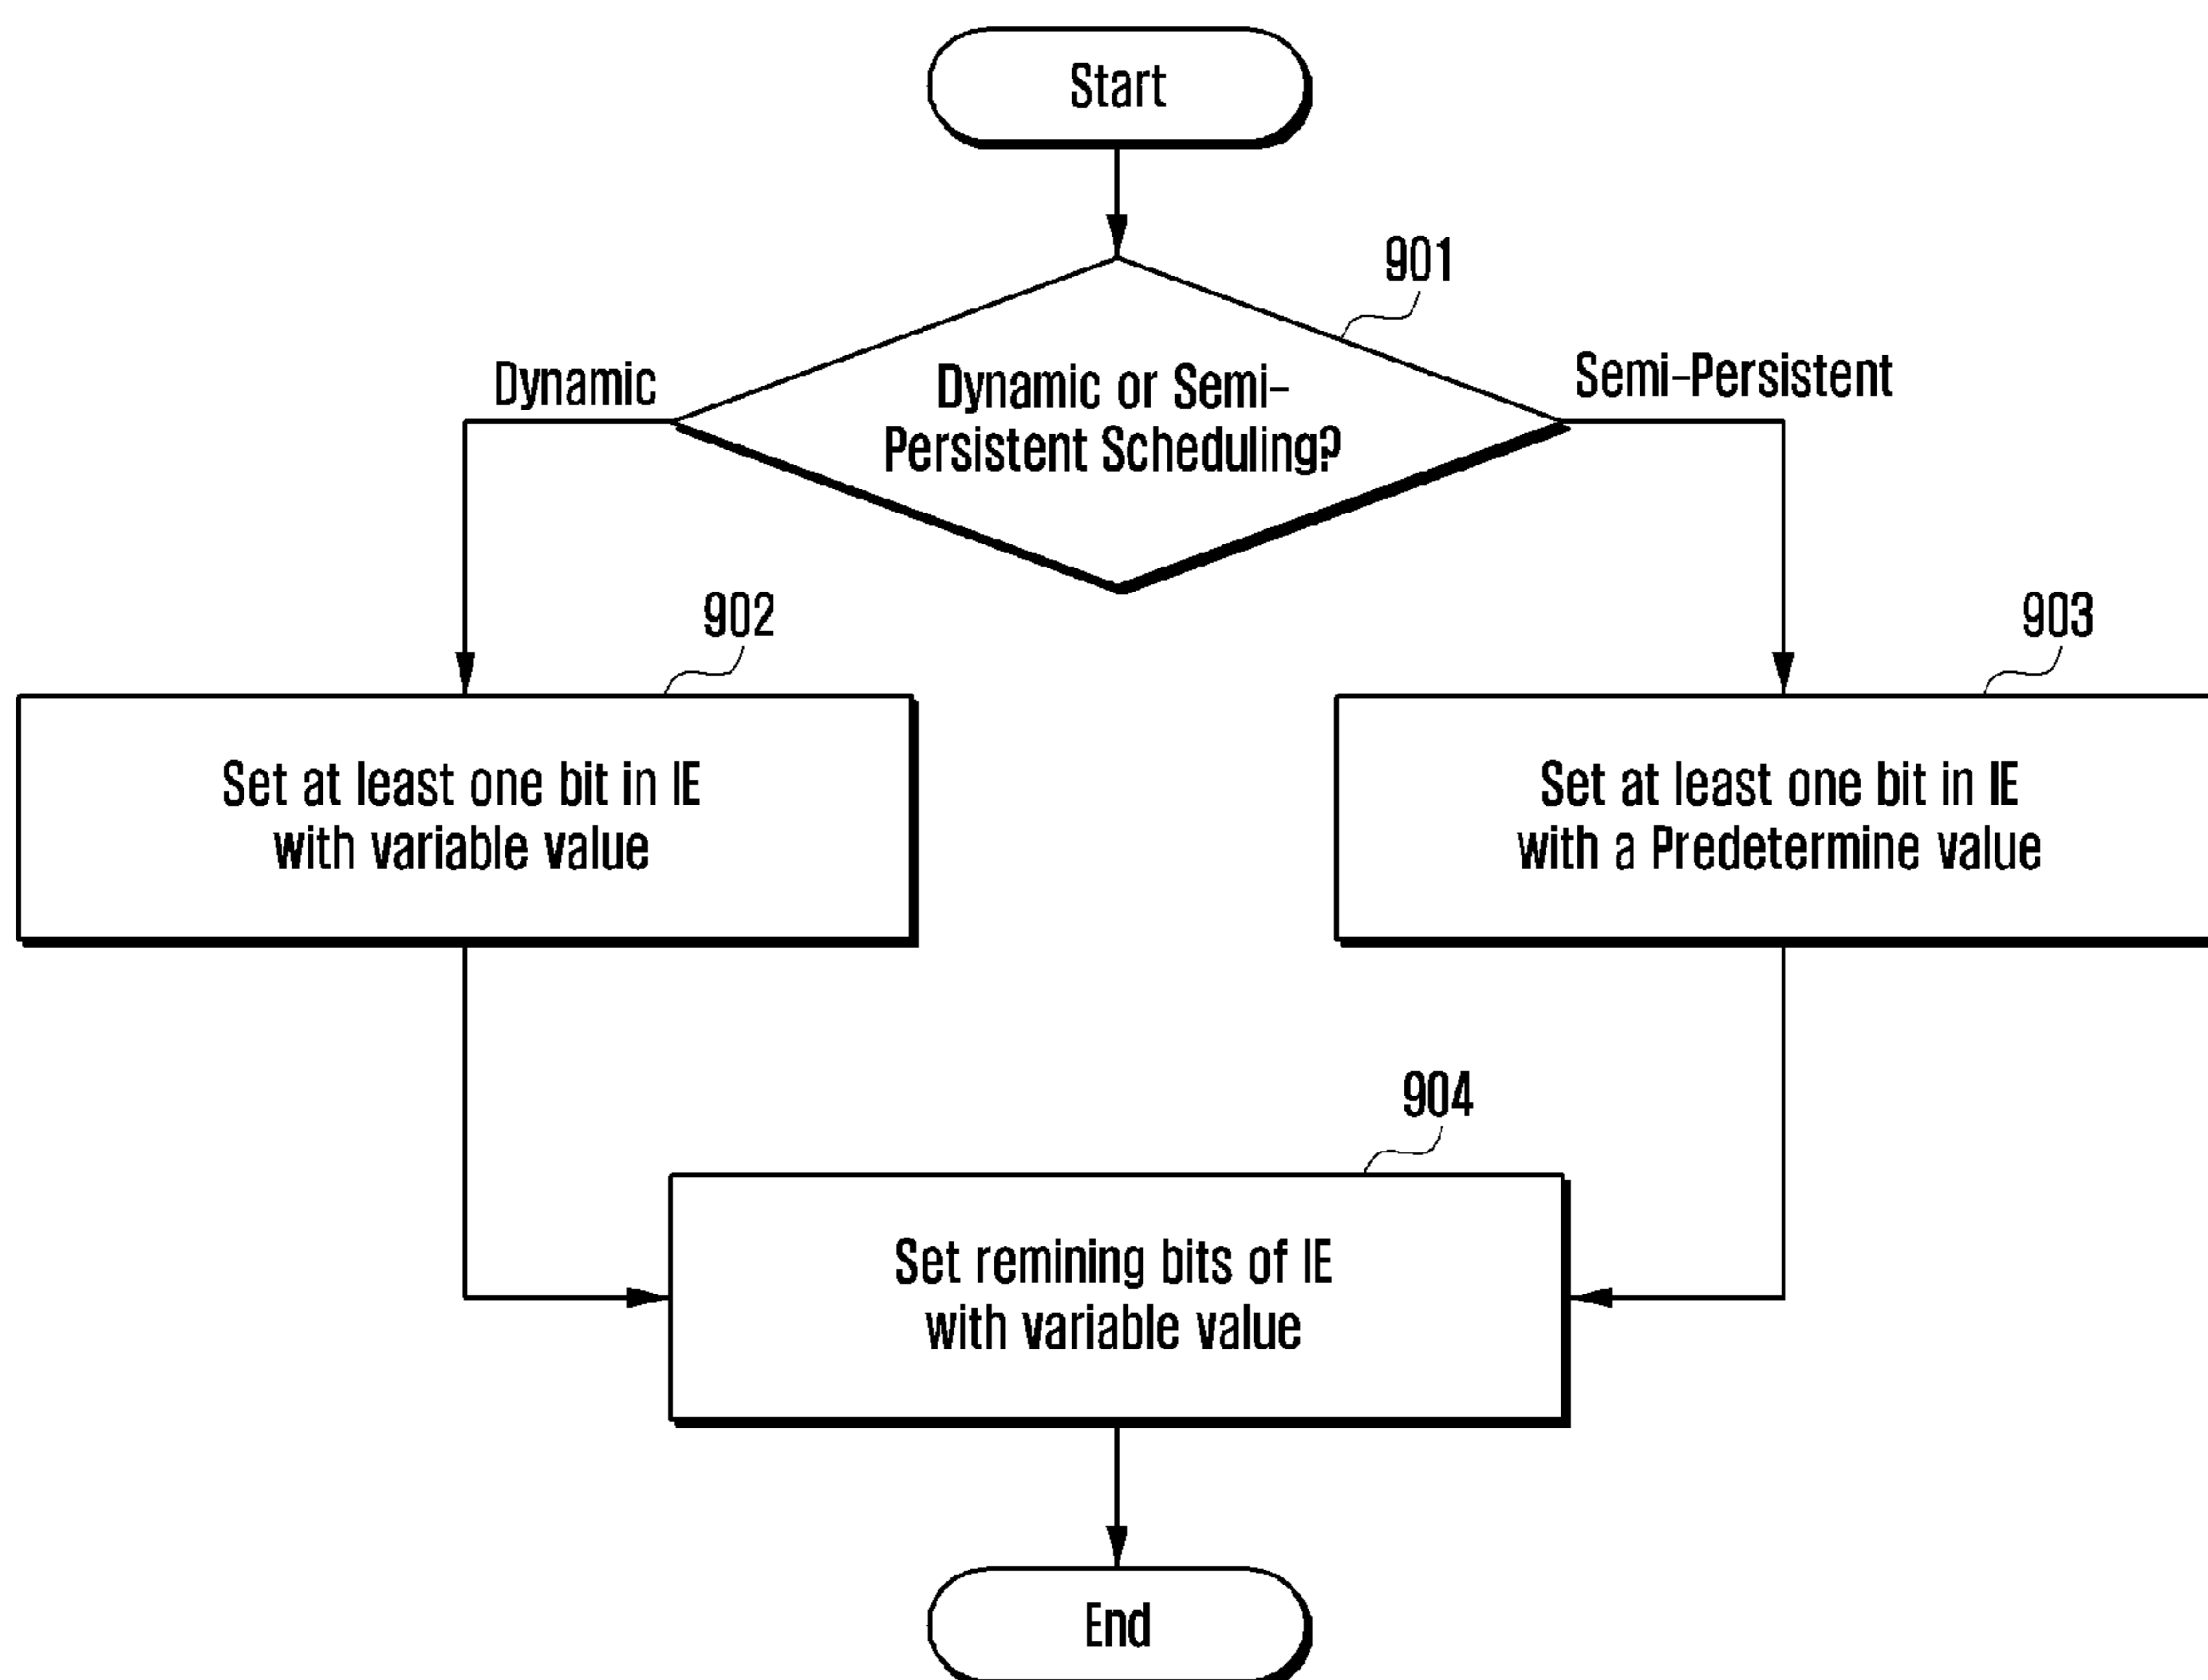 Start
901
Dynamic
Dynamic or Semi-
Persistent Scheduling?
Semi-Persistent
902
903
Set at least one bit in IE
with variable value
Set at least one bit in IE
with a Predetermine value
904
Set remining bits of IE
with variable value
End